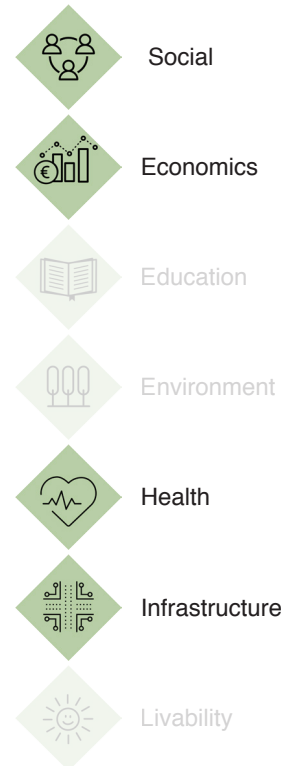 Social
€
Economics
Education
Environment
Health
Infrastructure
Livability